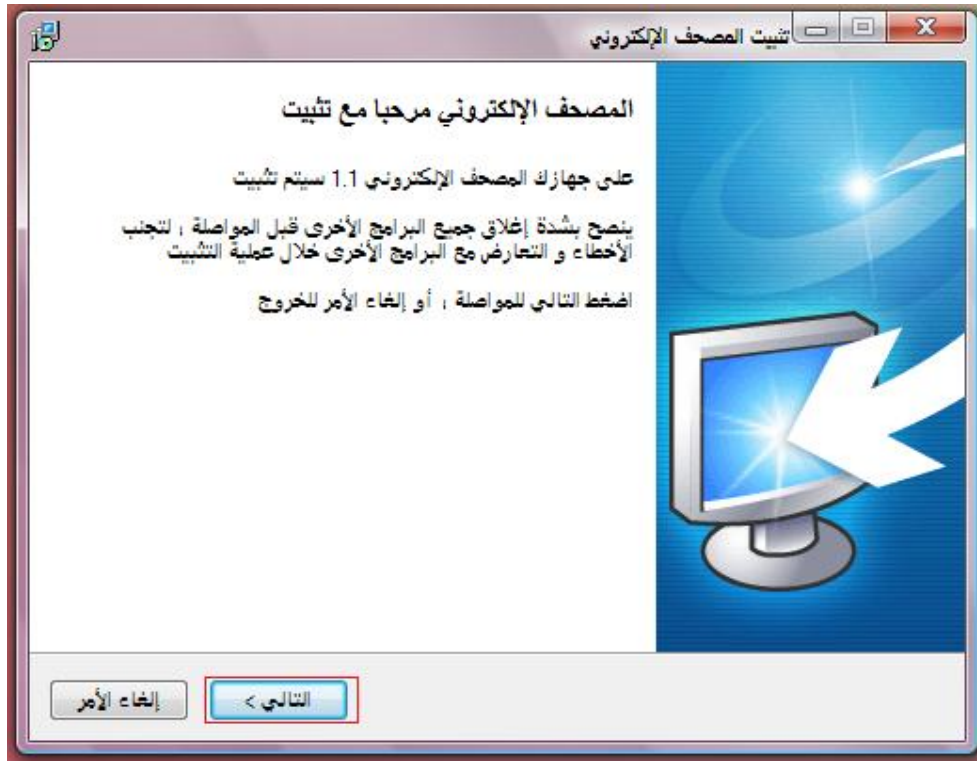 تثبيت المصحف الإلكتروني
المصحف الإلكتروني مرحبا مع تثبيت
على جهازك المصحف الإلكتروني 1.1 سيتم تثبيت
ينصح بشدة إغلاق جميع البرامج الأخرى قبل المواصلة ، لتجنب
الأخطاء و التعارض مع البرامج الأخرى خلال عملية التثبيت
اضغط التالي للمواصلة ، أو إلغاء الأمر للخروج
التالي >
إلغاء الأمر